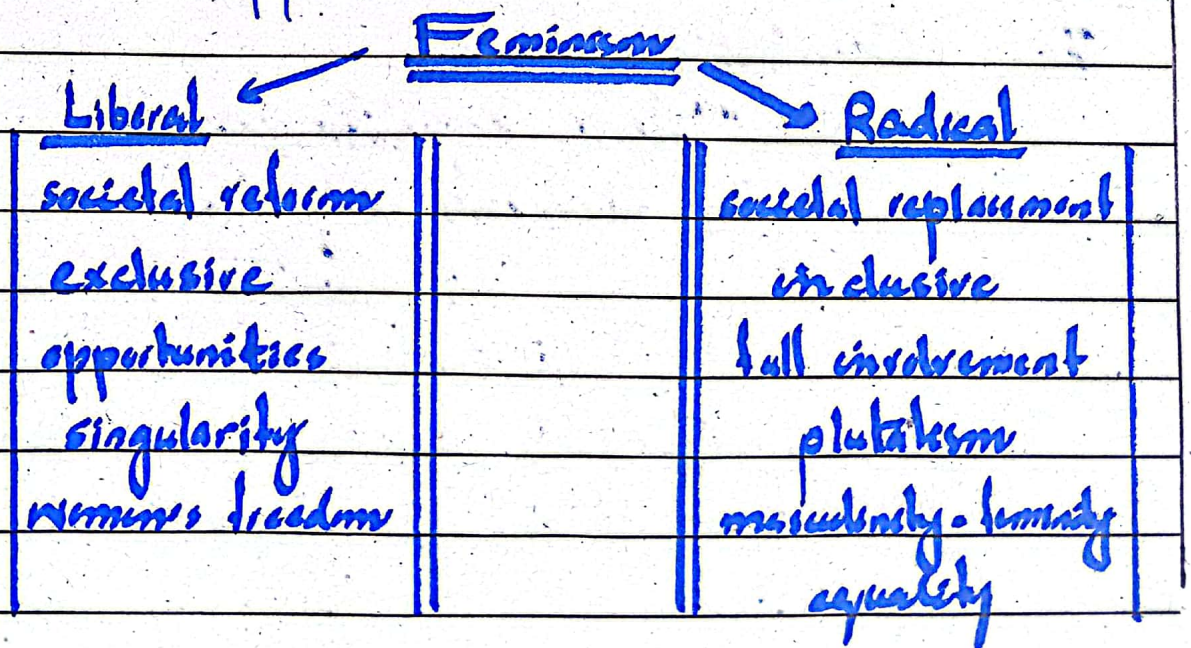 Feminism
Liberal
Radical
societal reform
societal replacement
exclusive
inclusive
opportunities
full involvement
singularity
pluralism
women's freedom
masculinity - feminity
equality